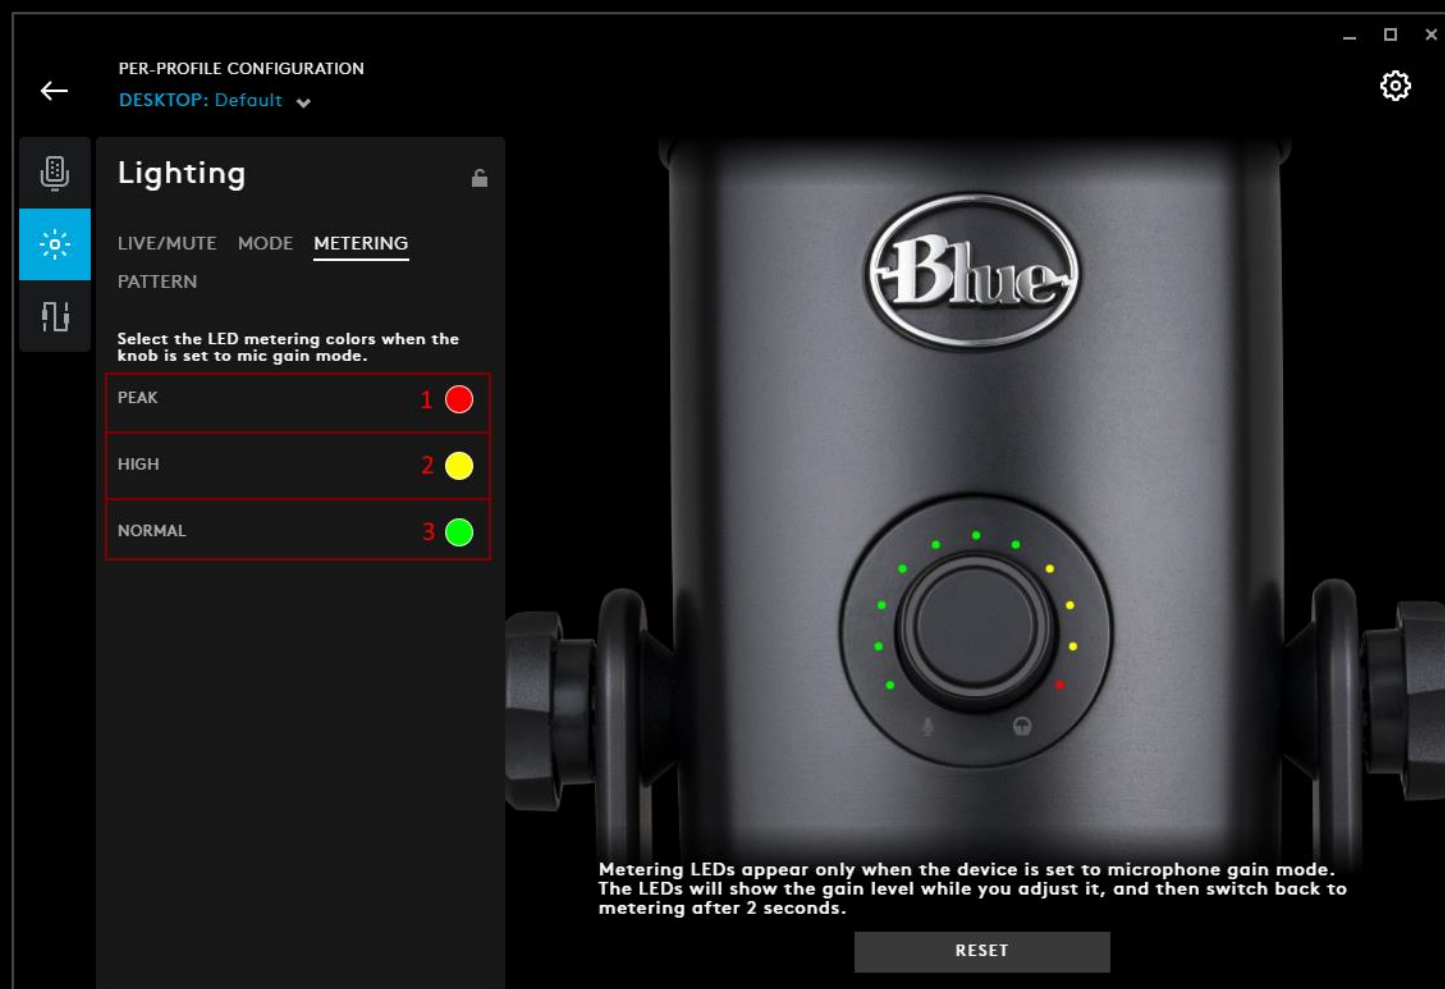 PER-PROFILE CONFIGURATION
DESKTOP: Default
Lighting
LIVE/MUTE MODE METERING
PATTERN
Select the LED metering colors when the
knob is set to mic gain mode.
PEAK 1
HIGH 2
NORMAL 3
Blue
Metering LEDs appear only when the device is set to microphone gain mode.
The LEDs will show the gain level while you adjust it, and then switch back to
metering after 2 seconds.
RESET